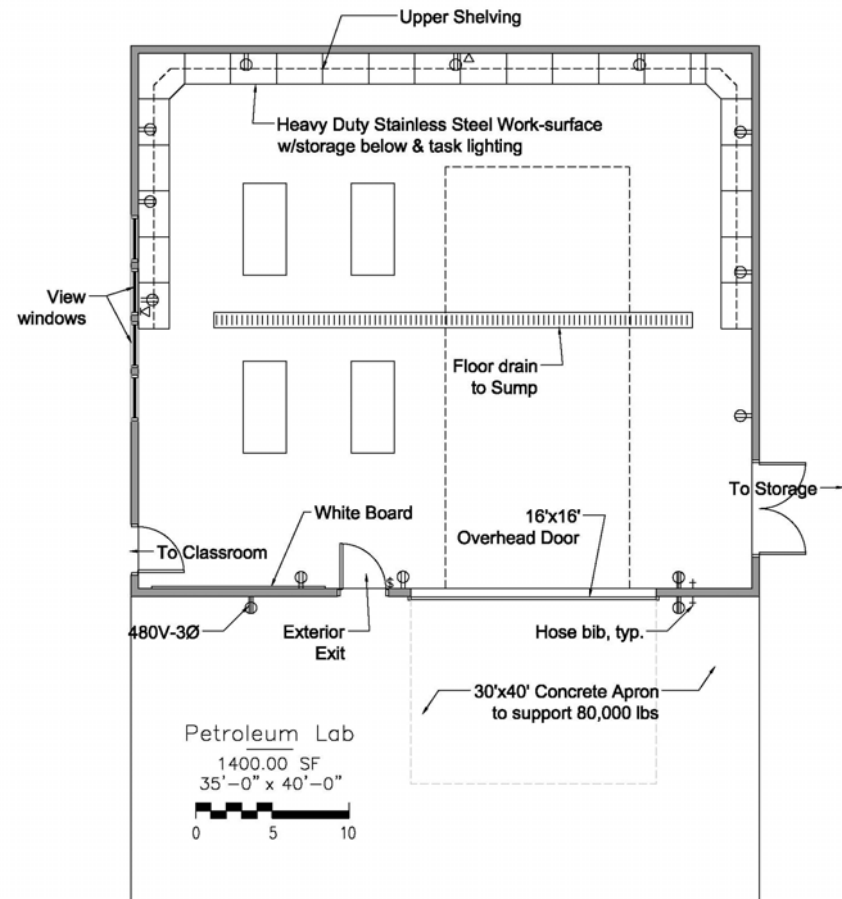 Upper Shelving
Heavy Duty Stainless Steel Work-surface
w/storage below & task lighting
View
windows
Floor drain
to Sump
To Storage
16'x16'
Overhead Door
White Board
To Classroom
$
480V-3Ø
Exterior
Exit
Hose bib, typ.
30'x40' Concrete Apron
to support 80,000 lbs
Petroleum Lab
1400.00 SF
35'-0" x 40'-0"
0 5 10